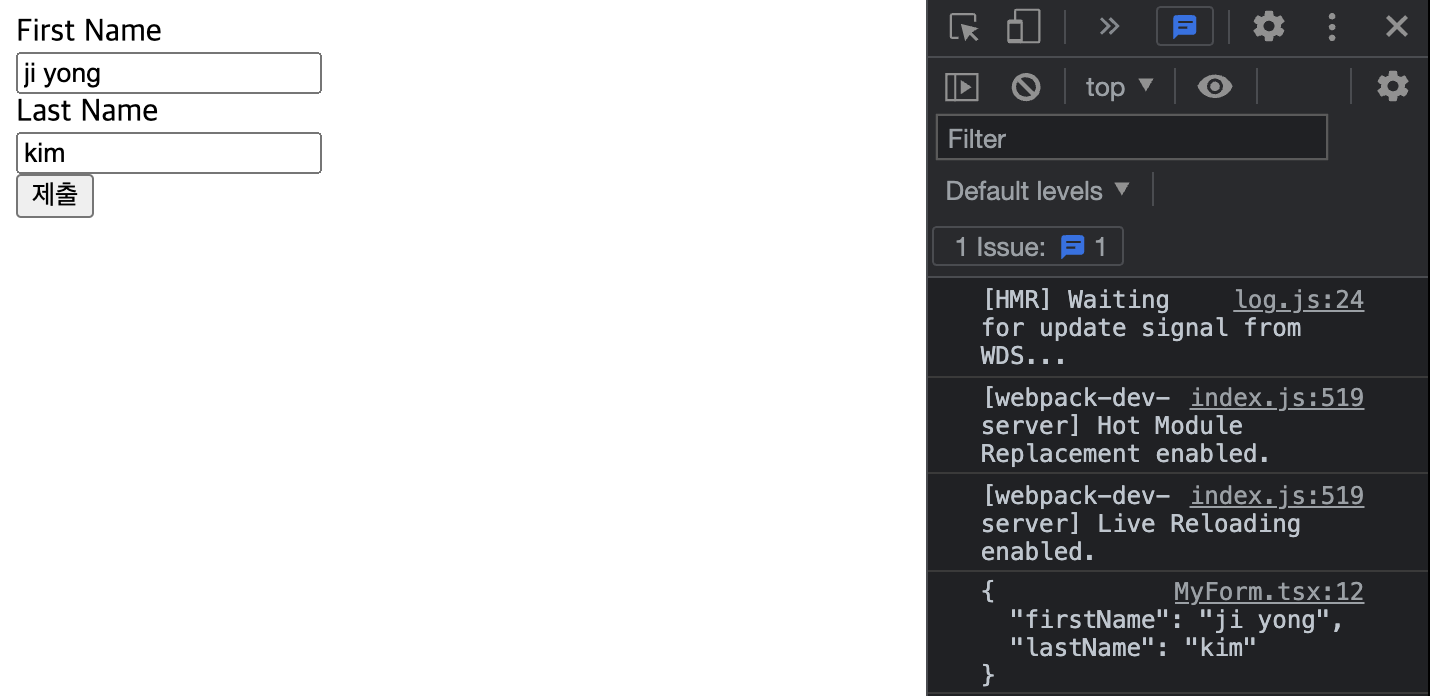 First Name
ji yong
Last Name
kim
제출
top
Filter
Default levels
1 Issue: 1
[HMR] Waiting log.js:24
for update signal from
WDS...
[webpack-dev- index.js:519
server] Hot Module
Replacement enabled.
[webpack-dev- index.js:519
server] Live Reloading
enabled.
{ MyForm.tsx:12
"firstName": "ji yong",
"lastName": "kim"
}